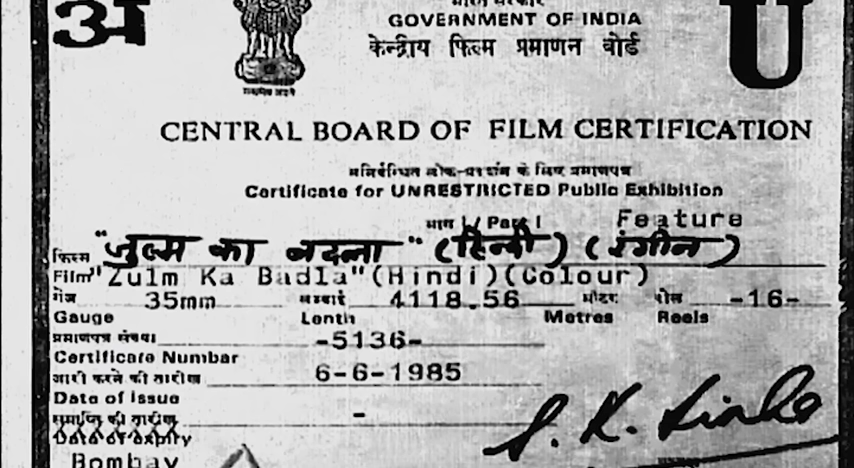 अ
भारत सरकार
U
GOVERNMENT OF INDIA
केन्द्रीय फिल्म प्रमाणन बोर्ड
CENTRAL BOARD OF FILM CERTIFICATION
के लिए प्रमाणपत्र
Certificate for UNRESTRICTED Public Exhibition
भाग I/Part I Feature
फिल्म "जुल्म का बदला" (हिन्दी) (रंगीन)
Film "Zulm Ka Badla" (Hindi) (Colour)
गेज 35mm लम्बाई 4118.56 मीटर रील -16-
Gauge Lenth Metres Reels
प्रमाणपत्र संख्या -5136-
Certificate Number
जारी करने की तारीख 6-6-1985
Date of Issue
समाप्ति की तारीख -
Date of expiry
Bombay